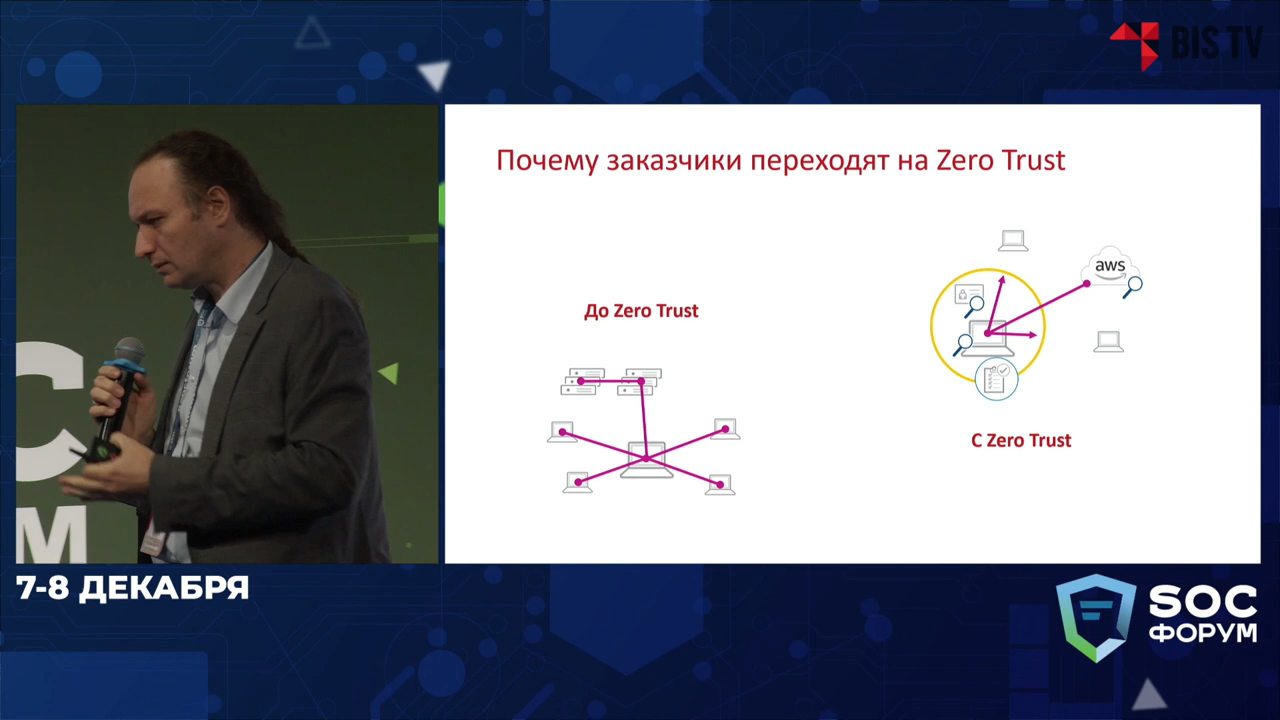 BIS TV
Почему заказчики переходят на Zero Trust
aws
До Zero Trust
С Zero Trust
С
М
7-8 ДЕКАБРЯ
SOC
ФОРУМ